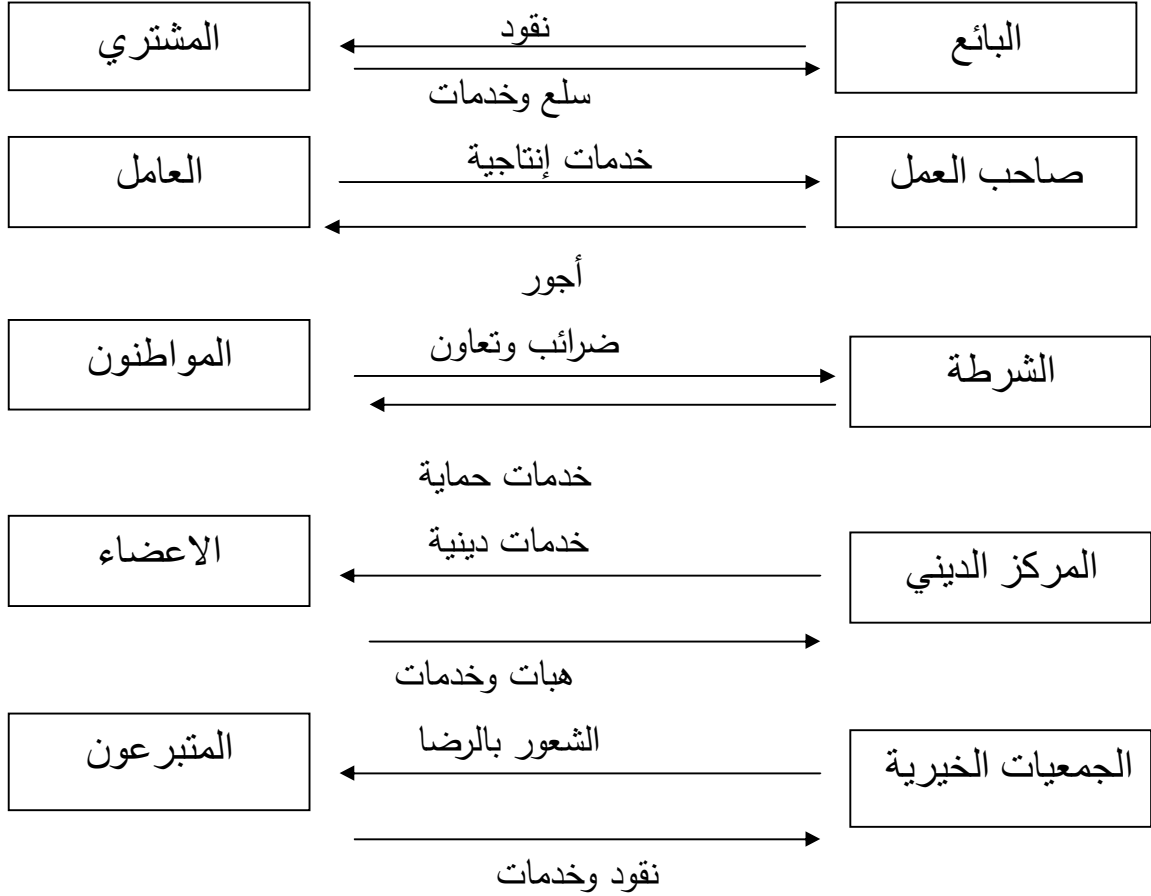 البائع
نقود
المشتري
سلع وخدمات
صاحب العمل
خدمات إنتاجية
العامل
أجور
الشرطة
ضرائب وتعاون
المواطنون
خدمات حماية
المركز الديني
خدمات دينية
الاعضاء
هبات وخدمات
الجمعيات الخيرية
الشعور بالرضا
المتبرعون
نقود وخدمات